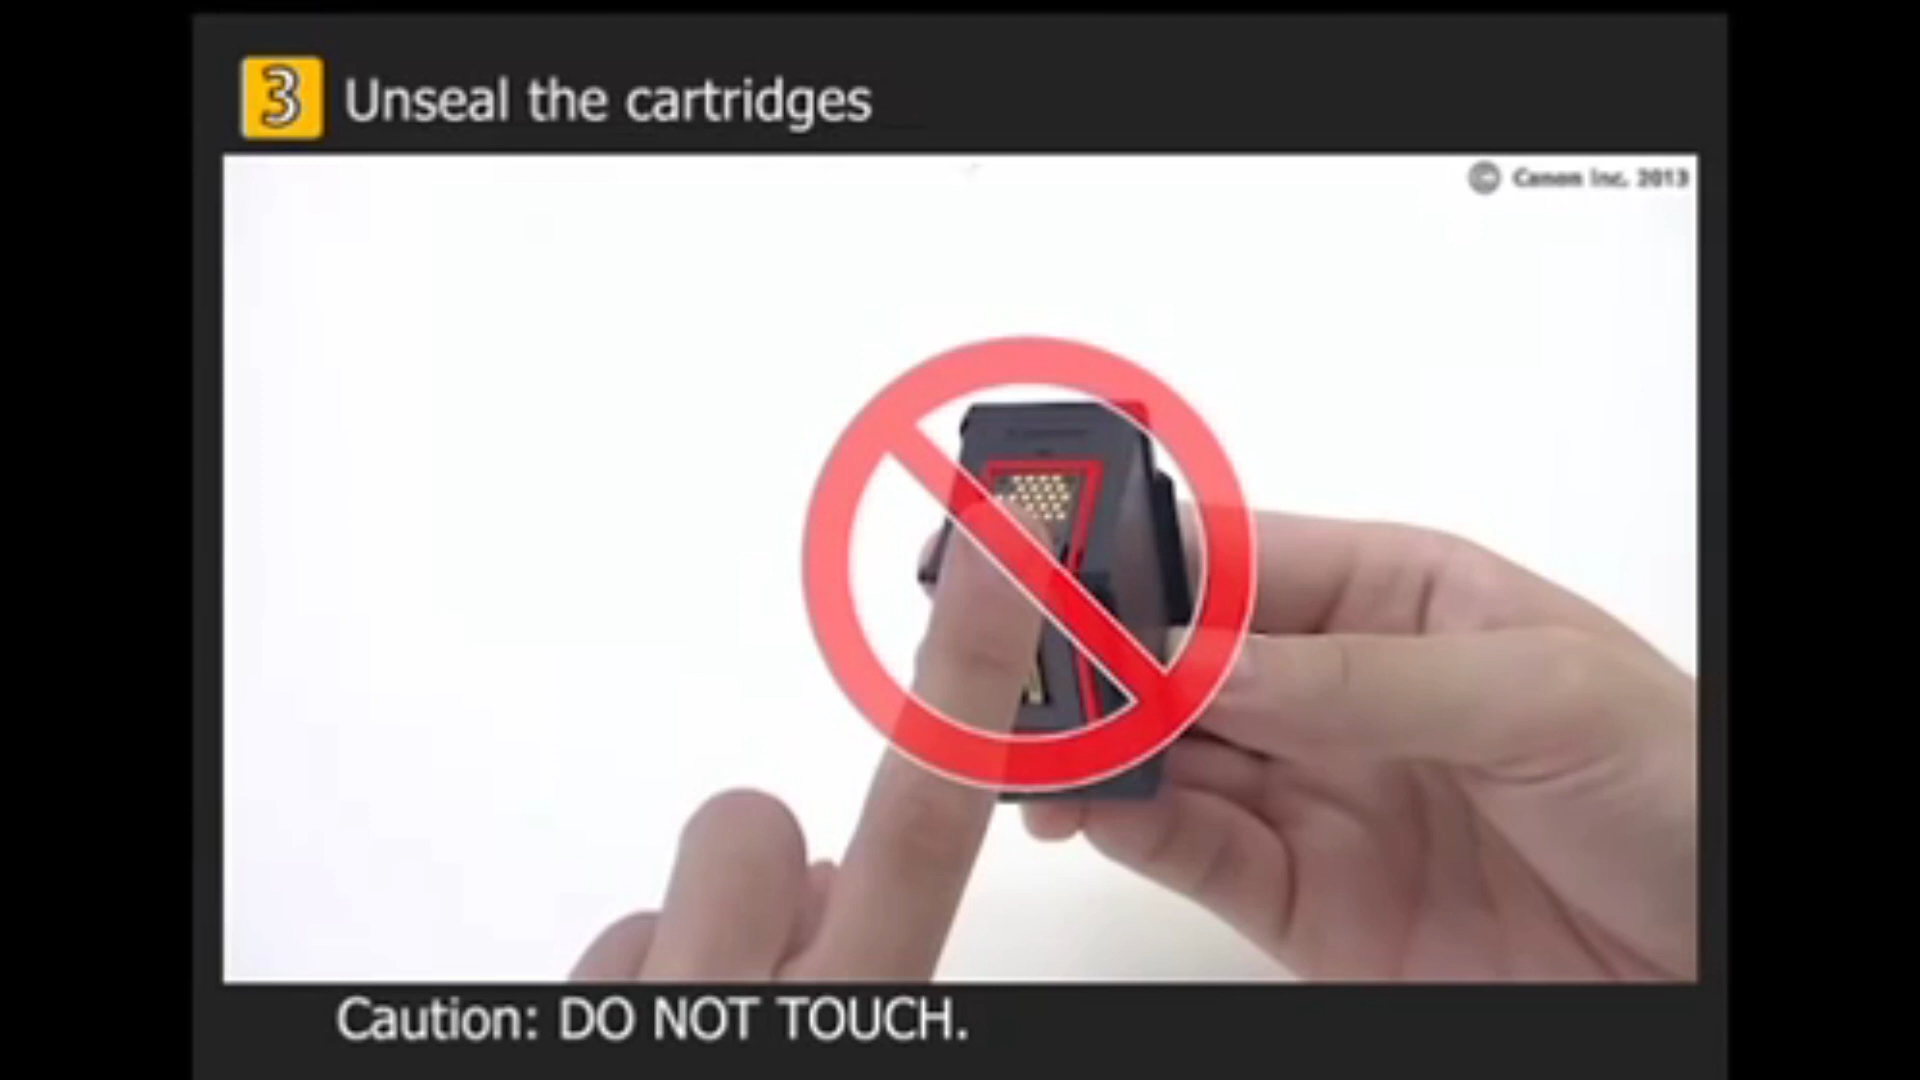 3 Unseal the cartridges
© Canon Inc. 2013
Caution: DO NOT TOUCH.